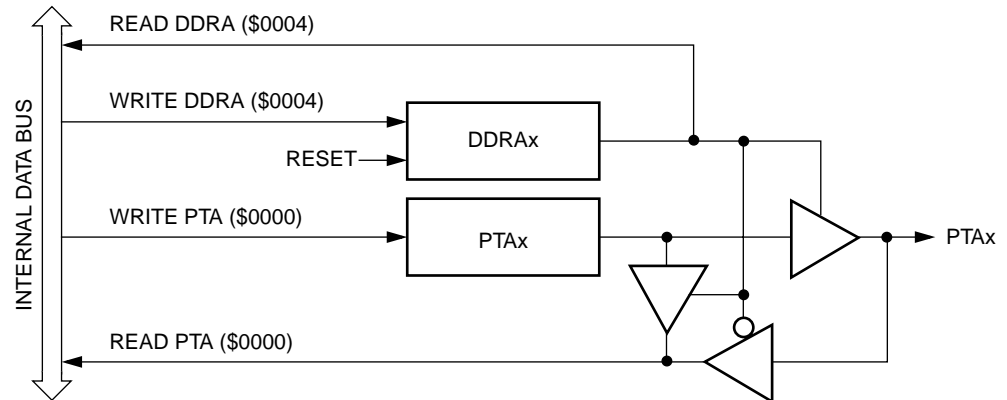 READ DDRA ($0004)
WRITE DDRA ($0004)
DDRAx
RESET
WRITE PTA ($0000)
PTAx
PTAx
READ PTA ($0000)
INTERNAL DATA BUS